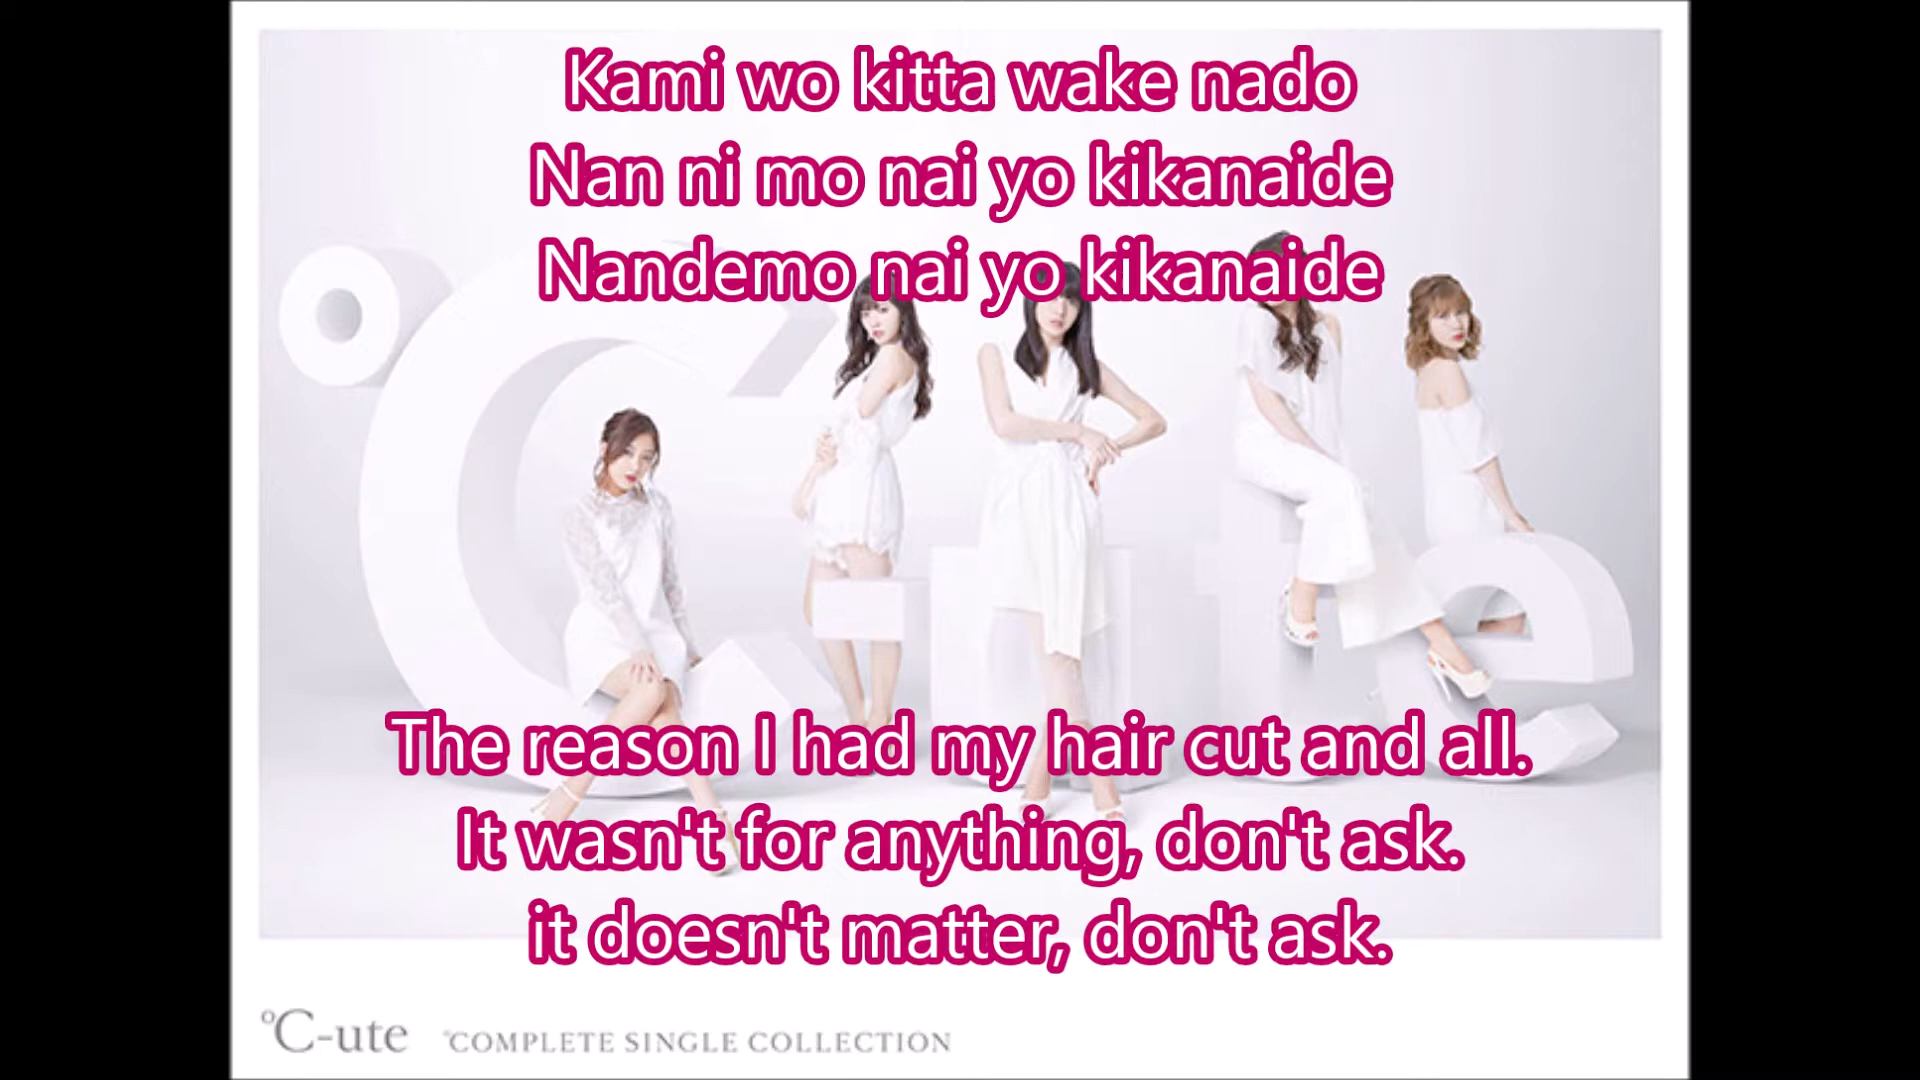 Kami wo kitta wake nado
Nan ni mo nai yo kikanaide
Nandemo nai yo kikanaide
℃-ute
The reason I had my hair cut and all.
It wasn't for anything, don't ask.
it doesn't matter, don't ask.
℃-ute °COMPLETE SINGLE COLLECTION